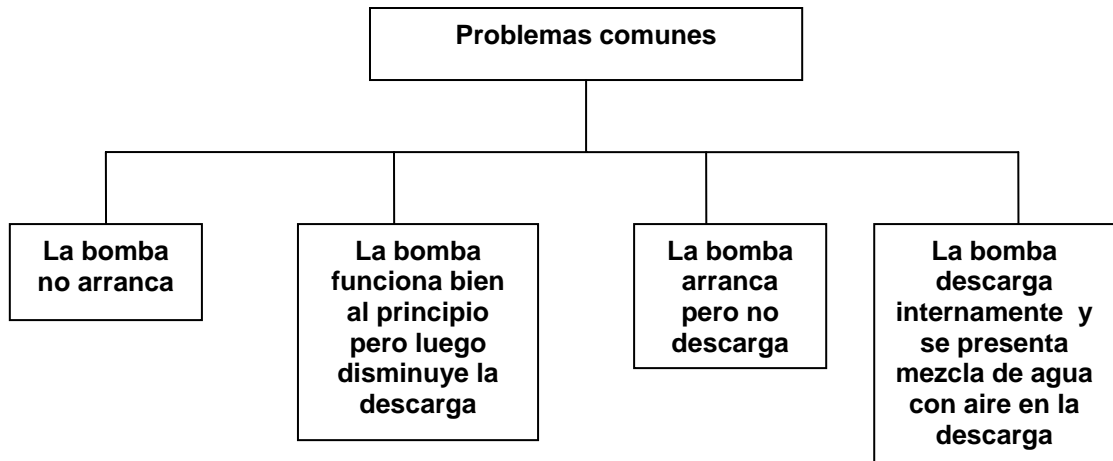 Problemas comunes
La bomba
no arranca
La bomba
funciona bien
al principio
pero luego
disminuye la
descarga
La bomba
arranca
pero no
descarga
La bomba
descarga
internamente y
se presenta
mezcla de agua
con aire en la
descarga